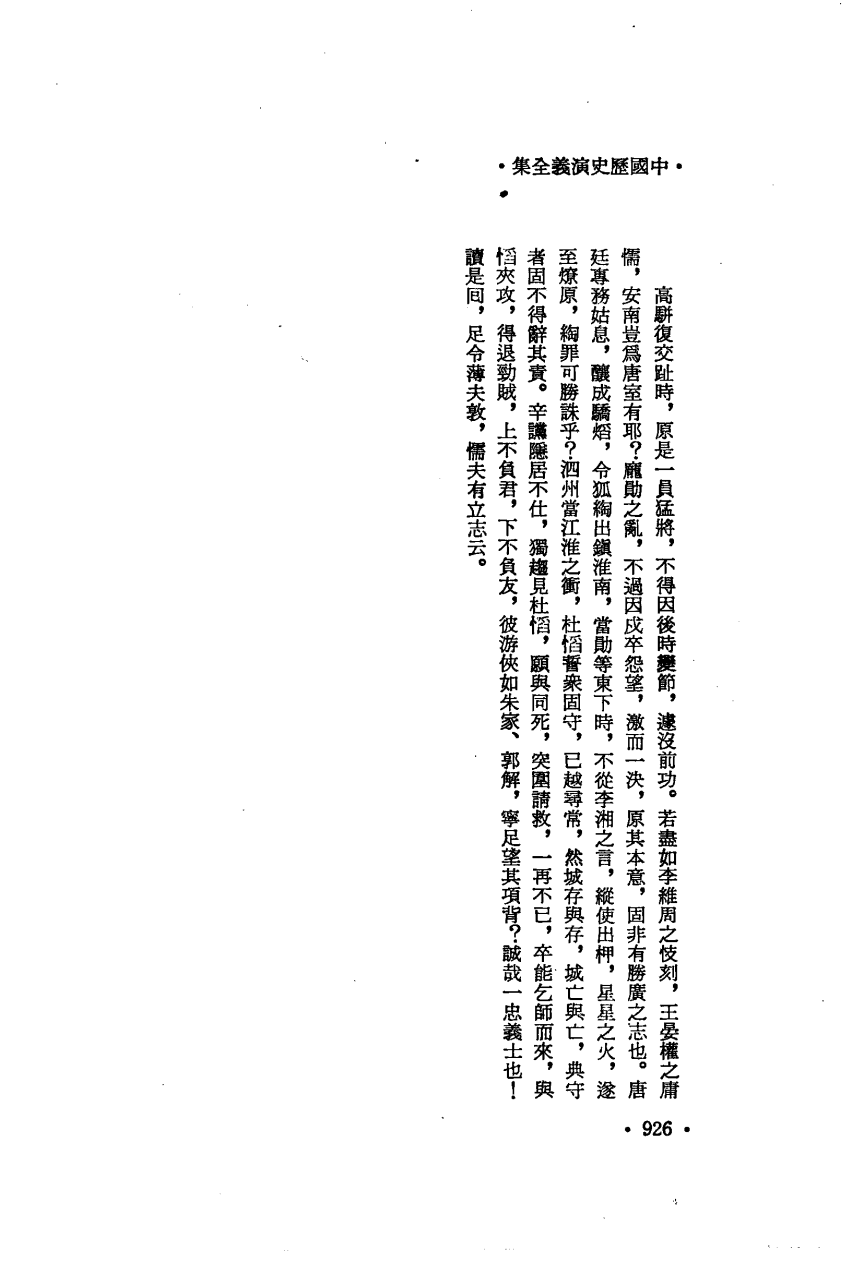 •中國歷史演義全集•
高駢復交趾時，原是一員猛將，不得因後時變節，遽沒前功。若盡如李維周之忮刻，王晏權之庸
儒，安南豈爲唐室有耶？龐勛之亂，不過因戍卒怨望，激而一決，原其本意，固非有勝廣之志也。唐
廷專務姑息，釀成驕熖，令狐綯出鎭淮南，當勛等東下時，不從李湘之言，縱使出柙，星星之火，遂
至燎原，綯罪可勝誅乎？泗州當江淮之衝，杜慆誓衆固守，已越尋常，然城存與存，城亡與亡，典守
者固不得辭其責。辛讜隱居不仕，獨趨見杜慆，願與同死，突圍請救，一再不已，卒能乞師而來，與
慆夾攻，得退勁賊，上不負君，下不負友，彼游俠如朱家、郭解，寧足望其項背？誠哉一忠義士也！
讀是回，足令薄夫敦，懦夫有立志云。
•926•